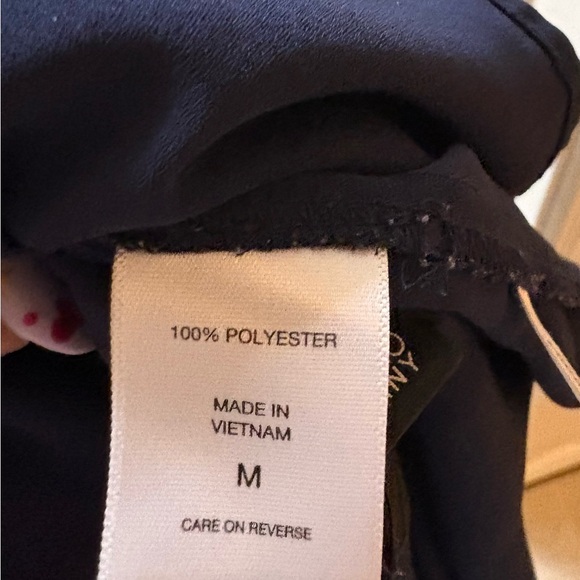 100% POLYESTER
MADE IN
VIETNAM
M
CARE ON REVERSE